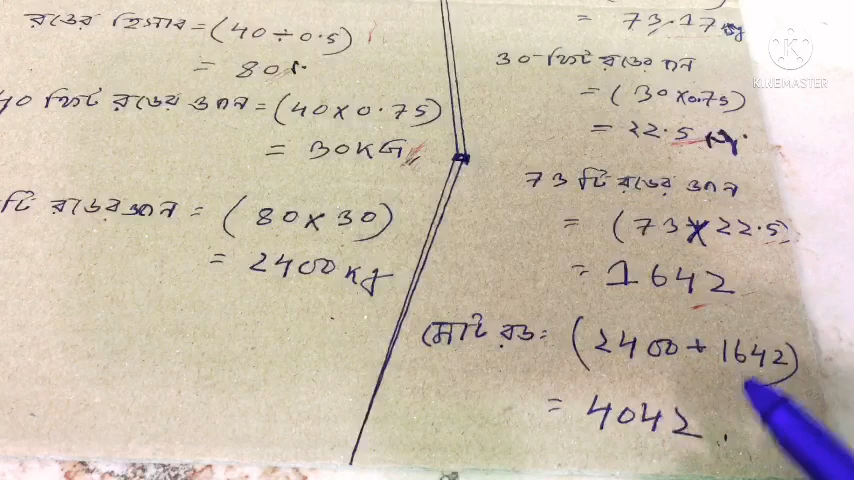 রডের হিসাব = (40 ÷ 0.5)
= 80।
40 ফিট রডের ওজন = (40 x 0.75)
= 30KG
টি রডের ওজন = (80 x 30)
= 2400 kg
= 73.17
30 ফিট রডের ওজন
= (30 x 0.75)
= 22.5
73 টি রডের ওজন
= (73 x 22.5)
= 1642
মোট রড = (2400 + 1642)
= 4042.
KINEMASTER